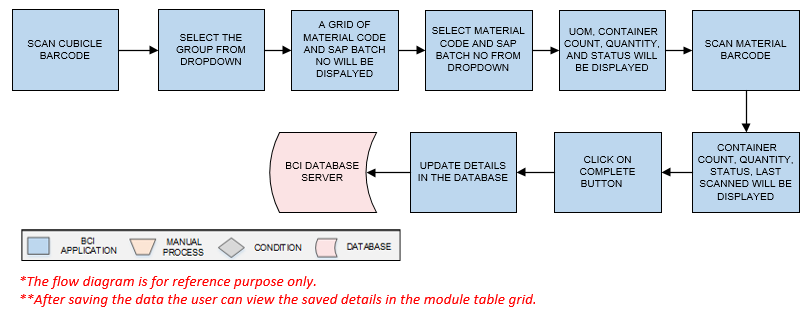 SCAN CUBICLE
BARCODE
SELECT THE
GROUP FROM
DROPDOWN
A GRID OF
MATERIAL CODE
AND SAP BATCH
NO WILL BE
DISPALYED
SELECT MATERIAL
CODE AND SAP
BATCH NO FROM
DROPDOWN
UOM, CONTAINER
COUNT, QUANTITY,
AND STATUS WILL
BE DISPLAYED
SCAN MATERIAL
BARCODE
BCI DATABASE
SERVER
UPDATE DETAILS
IN THE DATABASE
CLICK ON
COMPLETE
BUTTON
CONTAINER
COUNT, QUANTITY,
STATUS, LAST
SCANNED WILL BE
DISPLAYED
BCI
APPLICATION
MANUAL
PROCESS
CONDITION
DATABASE
*The flow diagram is for reference purpose only.
**After saving the data the user can view the saved details in the module table grid.